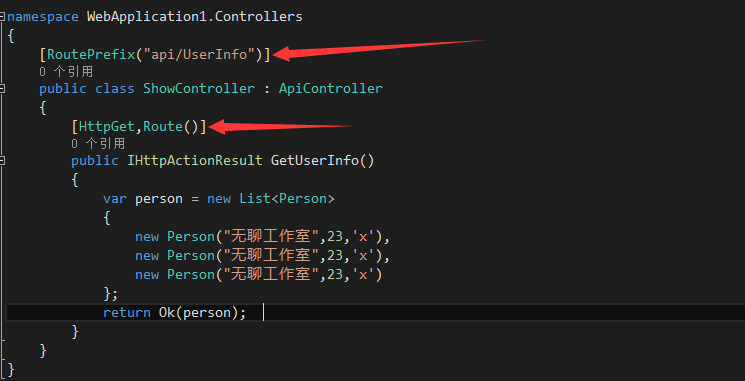 namespace WebApplication1.Controllers
{
[RoutePrefix("api/UserInfo")]
0 个引用
public class ShowController : ApiController
{
[HttpGet,Route()]
0 个引用
public IHttpActionResult GetUserInfo()
{
var person = new List<Person>
{
new Person("无聊工作室",23,'x'),
new Person("无聊工作室",23,'x'),
new Person("无聊工作室",23,'x')
};
return Ok(person);
}
}
}